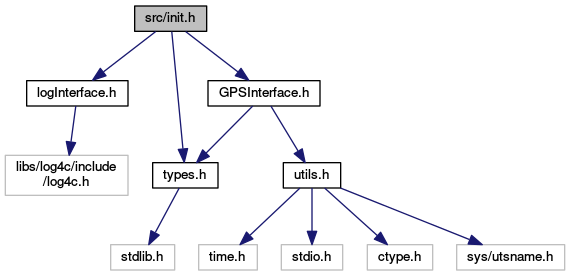 src/init.h
logInterface.h
GPSInterface.h
libs/log4c/include
/log4c.h
types.h
utils.h
stdlib.h
time.h
stdio.h
ctype.h
sys/utsname.h